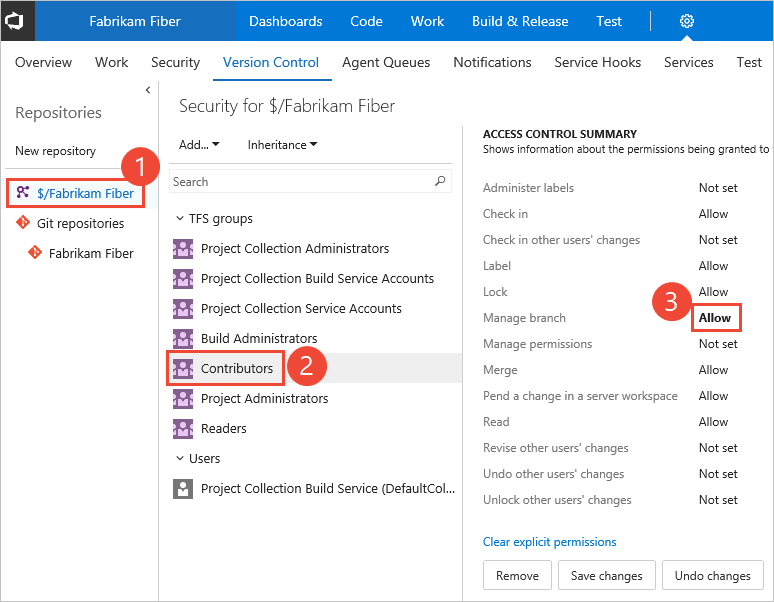 Fabrikam Fiber
Dashboards Code Work Build & Release Test
Overview Work Security Version Control Agent Queues Notifications Service Hooks Services Test
Repositories
New repository
1
$/Fabrikam Fiber
Git repositories
Fabrikam Fiber
Security for $/Fabrikam Fiber
Add... Inheritance
Search
TFS groups
Project Collection Administrators
Project Collection Build Service Accounts
Project Collection Service Accounts
Build Administrators
Contributors
2
Project Administrators
Readers
Users
Project Collection Build Service (DefaultCol...
ACCESS CONTROL SUMMARY
Shows information about the permissions being granted to
Administer labels Not set
Check in Allow
Check in other users' changes Not set
Label Allow
Lock Allow
3
Manage branch Allow
Manage permissions Not set
Merge Allow
Pend a change in a server workspace Allow
Read Allow
Revise other users' changes Not set
Undo other users' changes Not set
Unlock other users' changes Not set
Clear explicit permissions
Remove Save changes Undo changes